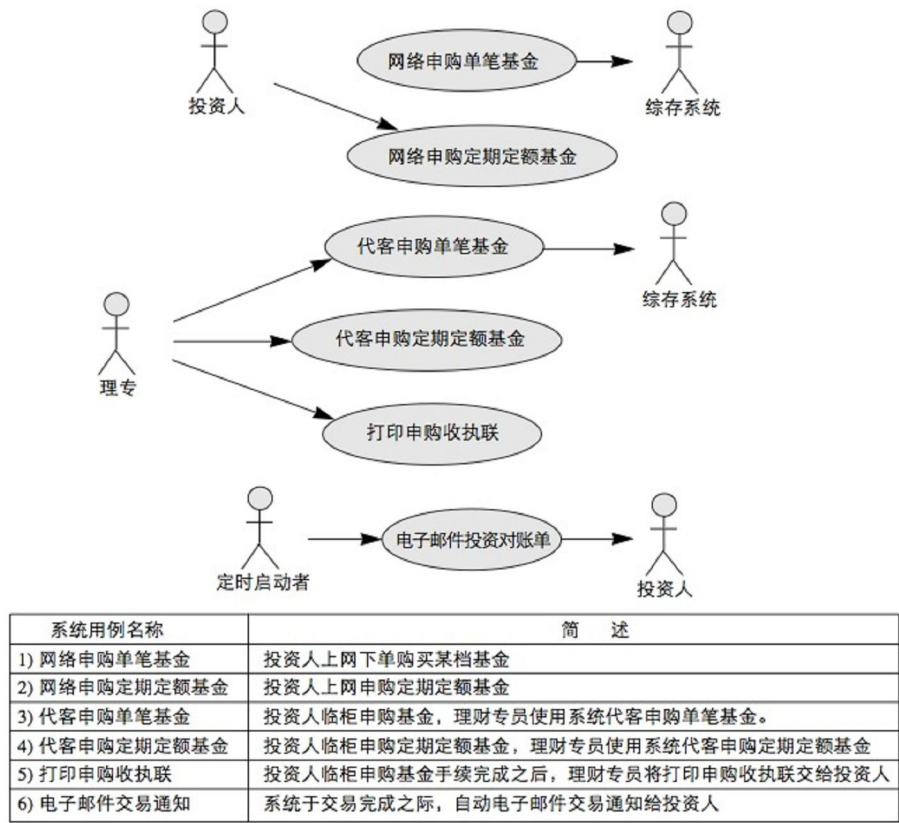 网络申购单笔基金
投资人
综存系统
网络申购定期定额基金
代客申购单笔基金
综存系统
代客申购定期定额基金
理专
打印申购收执联
电子邮件投资对账单
定时启动者
投资人
系统用例名称 简 述
1) 网络申购单笔基金 投资人上网下单购买某档基金
2) 网络申购定期定额基金 投资人上网申购定期定额基金
3) 代客申购单笔基金 投资人临柜申购基金，理财专员使用系统代客申购单笔基金。
4) 代客申购定期定额基金 投资人临柜申购定期定额基金，理财专员使用系统代客申购定期定额基金
5) 打印申购收执联 投资人临柜申购基金手续完成之后，理财专员将打印申购收执联交给投资人
6) 电子邮件交易通知 系统于交易完成之际，自动电子邮件交易通知给投资人